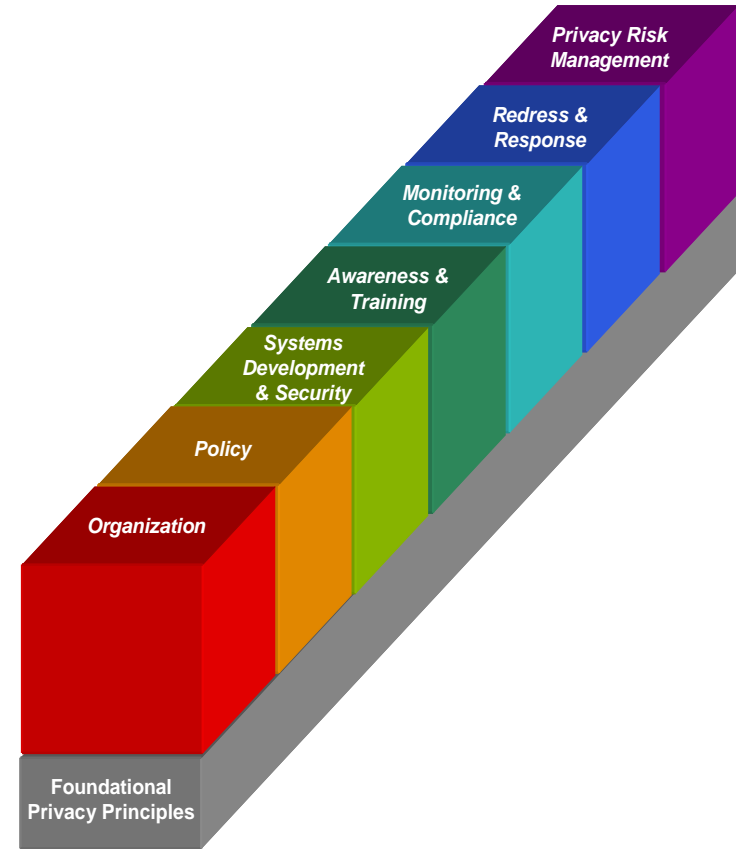 Privacy Risk
Management
Redress &
Response
Monitoring &
Compliance
Awareness &
Training
Systems
Development
& Security
Policy
Organization
Foundational
Privacy Principles